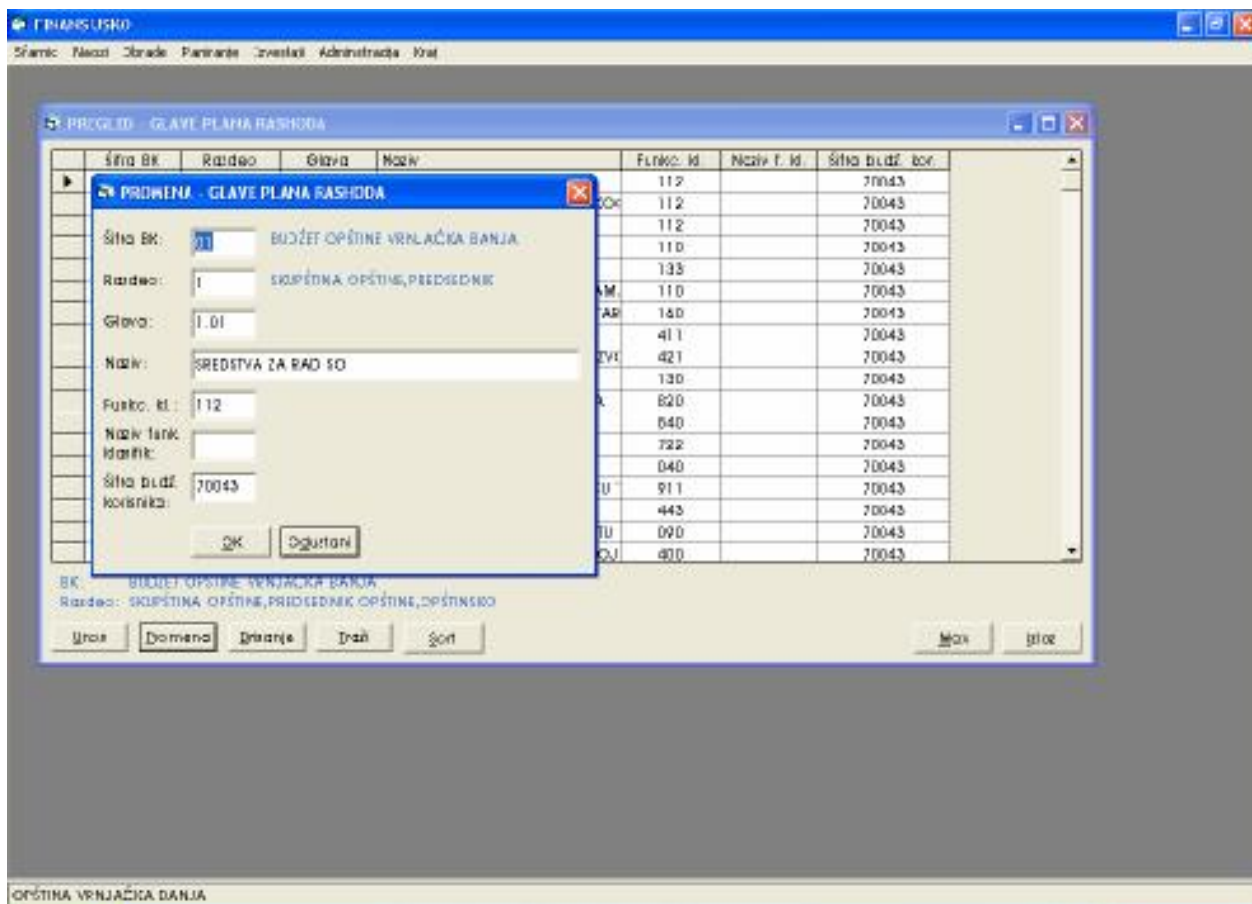 FINANSIJSKO
Obrade Planiranje Izveštaji Administracija Kraj
PREGLED - GLAVE PLANA RASHODA
Šifra BK Razdeo Glava Naziv Funkc. kl. Naziv f. kl. Šifra budž. kor.
112 70043
112 70043
112 70043
110 70043
133 70043
110 70043
160 70043
411 70043
421 70043
130 70043
820 70043
840 70043
722 70043
040 70043
911 70043
443 70043
090 70043
400 70043
PROMENA - GLAVE PLANA RASHODA
Šifra BK: 01 BUDŽET OPŠTINE VRNJAČKA BANJA
Razdeo: 1 SKUPŠTINA OPŠTINE,PREDSEDNIK
Glava: 1.01
Naziv: SREDSTVA ZA RAD SO
Funkc. kl.: 112
Naziv funk.
klasifik:
Šifra budž. 70043
korisnika:
OK Odustani
BK: BUDŽET OPŠTINE VRNJAČKA BANJA
Razdeo: SKUPŠTINA OPŠTINE,PREDSEDNIK OPŠTINE,OPŠTINSKO
Unos Promena Brisanje Traži Sort Max Izlaz
OPŠTINA VRNJAČKA BANJA